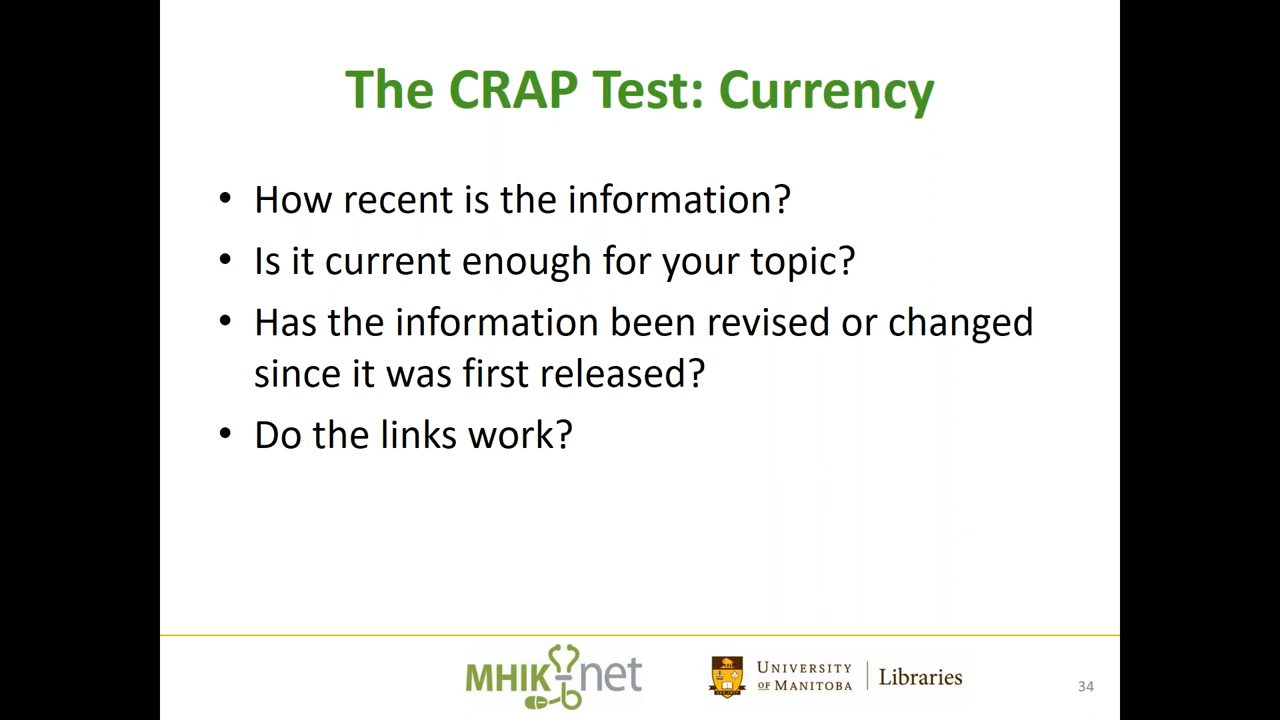 The CRAP Test: Currency
• How recent is the information?
• Is it current enough for your topic?
• Has the information been revised or changed
since it was first released?
• Do the links work?
MHIK net
UNIVERSITY
OF MANITOBA
Libraries
34